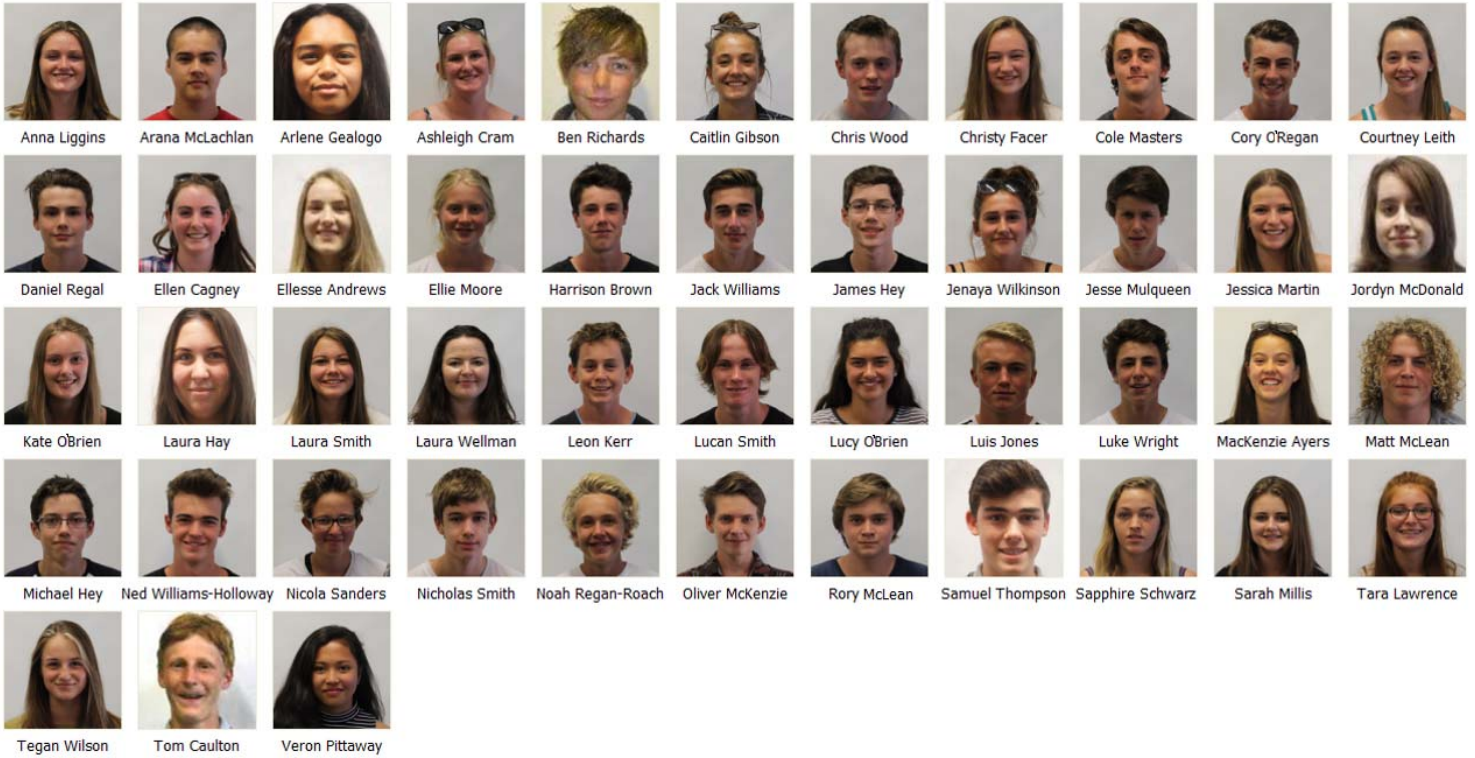 Anna Liggins Arana McLachlan Arlene Gealogo Ashleigh Cram Ben Richards Caitlin Gibson Chris Wood Christy Facer Cole Masters Cory O'Regan Courtney Leith
Daniel Regal Ellen Cagney Ellesse Andrews Ellie Moore Harrison Brown Jack Williams James Hey Jenaya Wilkinson Jesse Mulqueen Jessica Martin Jordyn McDonald
Kate O'Brien Laura Hay Laura Smith Laura Wellman Leon Kerr Lucan Smith Lucy O'Brien Luis Jones Luke Wright MacKenzie Ayers Matt McLean
Michael Hey Ned Williams-Holloway Nicola Sanders Nicholas Smith Noah Regan-Roach Oliver McKenzie Rory McLean Samuel Thompson Sapphire Schwarz Sarah Millis Tara Lawrence
Tegan Wilson Tom Caulton Veron Pittaway